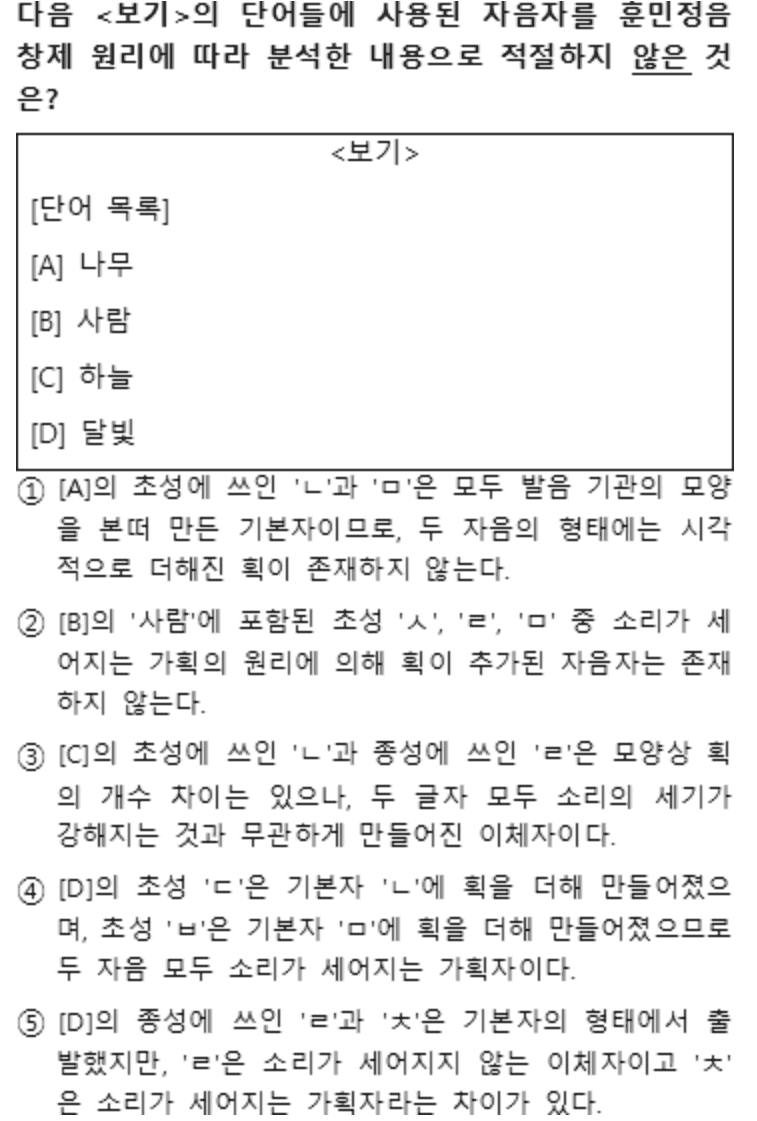 다음 <보기>의 단어들에 사용된 자음자를 훈민정음
창제 원리에 따라 분석한 내용으로 적절하지 않은 것
은?
<보기>
[단어 목록]
[A] 나무
[B] 사람
[C] 하늘
[D] 달빛
① [A]의 초성에 쓰인 'ㄴ'과 'ㅁ'은 모두 발음 기관의 모양
을 본떠 만든 기본자이므로, 두 자음의 형태에는 시각
적으로 더해진 획이 존재하지 않는다.
② [B]의 '사람'에 포함된 초성 'ㅅ', 'ㄹ', 'ㅁ' 중 소리가 세
어지는 가획의 원리에 의해 획이 추가된 자음자는 존재
하지 않는다.
③ [C]의 초성에 쓰인 'ㄴ'과 종성에 쓰인 'ㄹ'은 모양상 획
의 개수 차이는 있으나, 두 글자 모두 소리의 세기가
강해지는 것과 무관하게 만들어진 이체자이다.
④ [D]의 초성 'ㄷ'은 기본자 'ㄴ'에 획을 더해 만들어졌으
며, 초성 'ㅂ'은 기본자 'ㅁ'에 획을 더해 만들어졌으므로
두 자음 모두 소리가 세어지는 가획자이다.
⑤ [D]의 종성에 쓰인 'ㄹ'과 'ㅊ'은 기본자의 형태에서 출
발했지만, 'ㄹ'은 소리가 세어지지 않는 이체자이고 'ㅊ'
은 소리가 세어지는 가획자라는 차이가 있다.